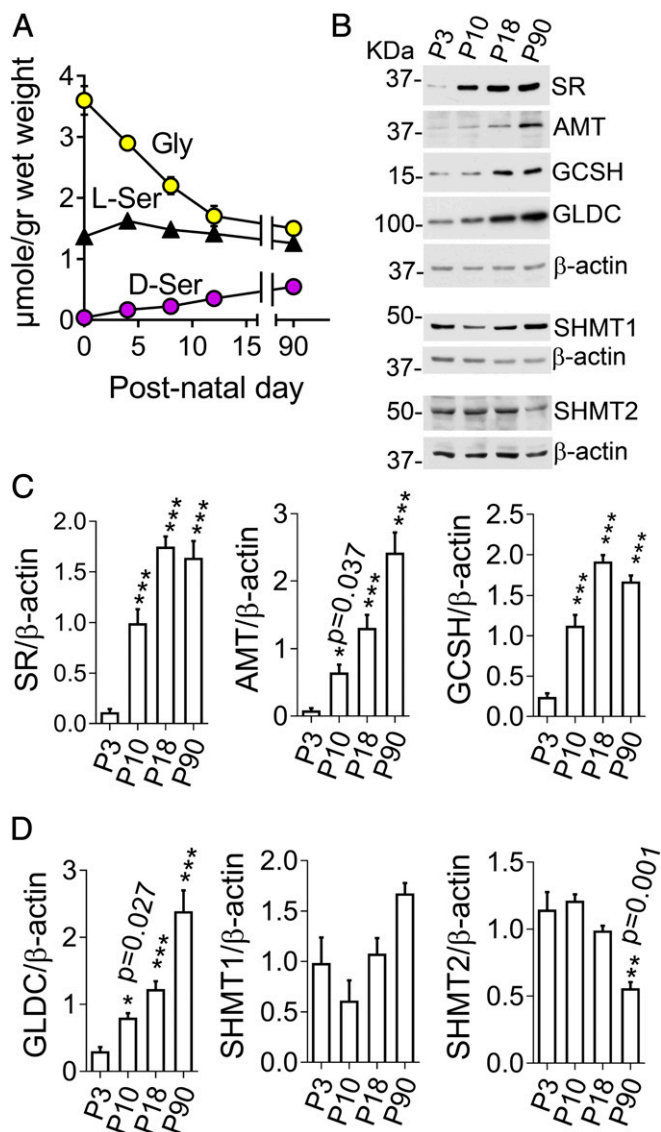 A
μmole/gr wet weight
4
3
2
1
0
Gly
L-Ser
D-Ser
0 5 10 15 90
Post-natal day
B
KDa P3 P10 P18 P90
37- SR
37- AMT
15- GCSH
100- GLDC
37- β-actin
50- SHMT1
37- β-actin
50- SHMT2
37- β-actin
C
SR/β-actin
2.0
1.5
1.0
0.5
0.0
*** *** ***
P3 P10 P18 P90
AMT/β-actin
3
2
1
0
* p=0.037 *** ***
P3 P10 P18 P90
GCSH/β-actin
2.5
2.0
1.5
1.0
0.5
0.0
*** *** ***
P3 P10 P18 P90
D
GLDC/β-actin
3
2
1
0
* p=0.027 *** ***
P3 P10 P18 P90
SHMT1/β-actin
2.0
1.5
1.0
0.5
0.0
P3 P10 P18 P90
SHMT2/β-actin
1.5
1.0
0.5
0.0
** p=0.001
P3 P10 P18 P90